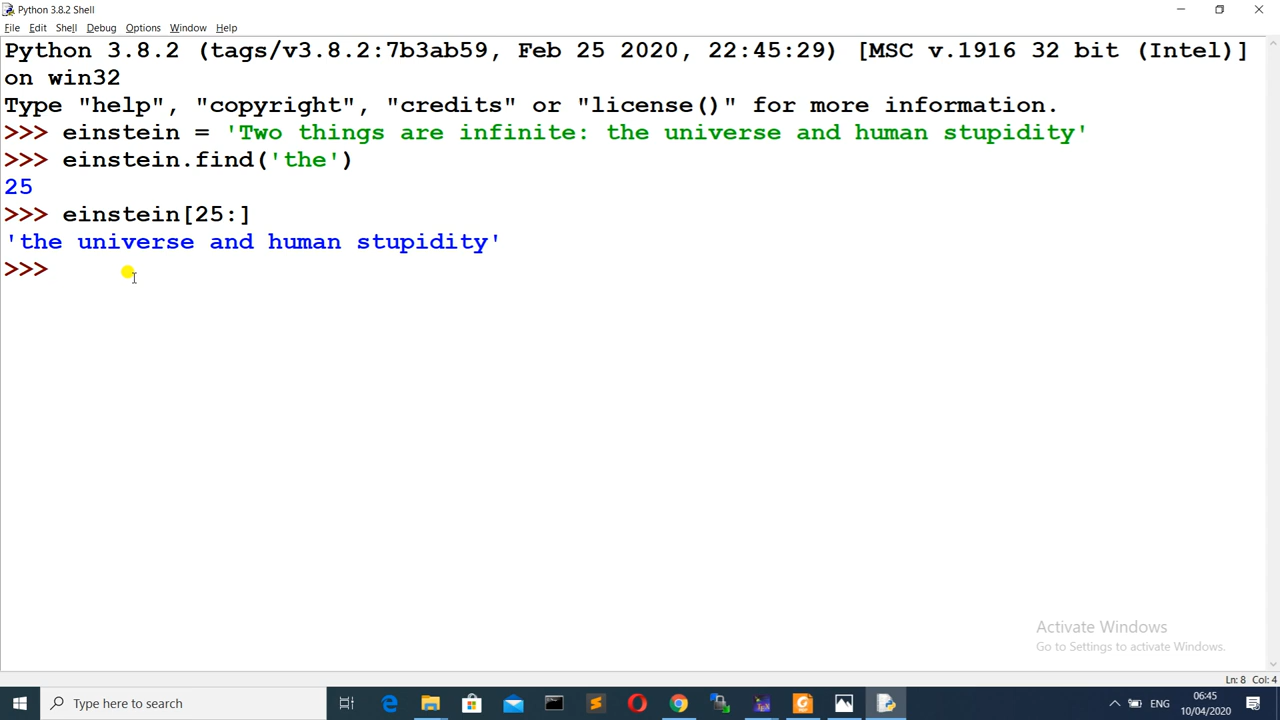 Python 3.8.2 Shell
File Edit Shell Debug Options Window Help
Python 3.8.2 (tags/v3.8.2:7b3ab59, Feb 25 2020, 22:45:29) [MSC v.1916 32 bit (Intel)]
on win32
Type "help", "copyright", "credits" or "license()" for more information.
>>> einstein = 'Two things are infinite: the universe and human stupidity'
>>> einstein.find('the')
25
>>> einstein[25:]
'the universe and human stupidity'
>>>
Activate Windows
Go to Settings to activate Windows.
Ln: 8 Col: 4
Type here to search
ENG
06:45
10/04/2020